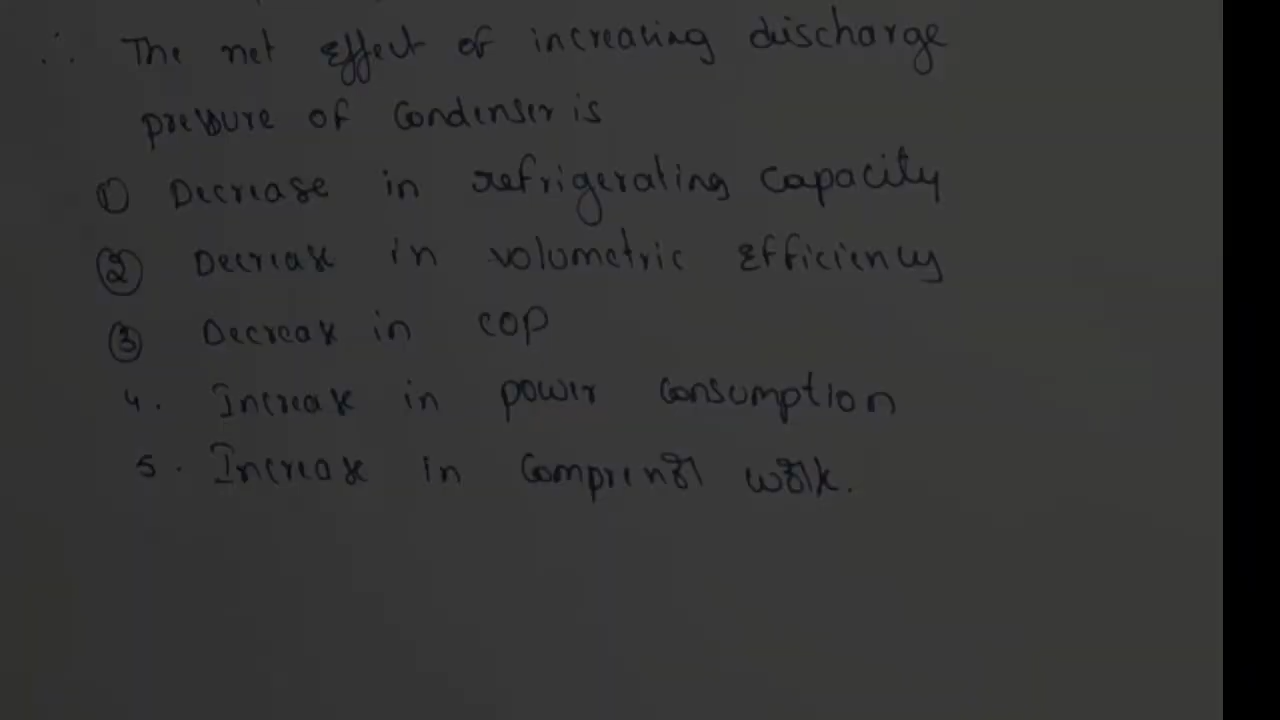 ∴ The net effect of increasing discharge
pressure of Condenser is
① Decrease in refrigerating capacity
② Decrease in volumetric Efficiency
③ Decrease in COP
4. Increase in power Consumption
5. Increase in Compressor work.